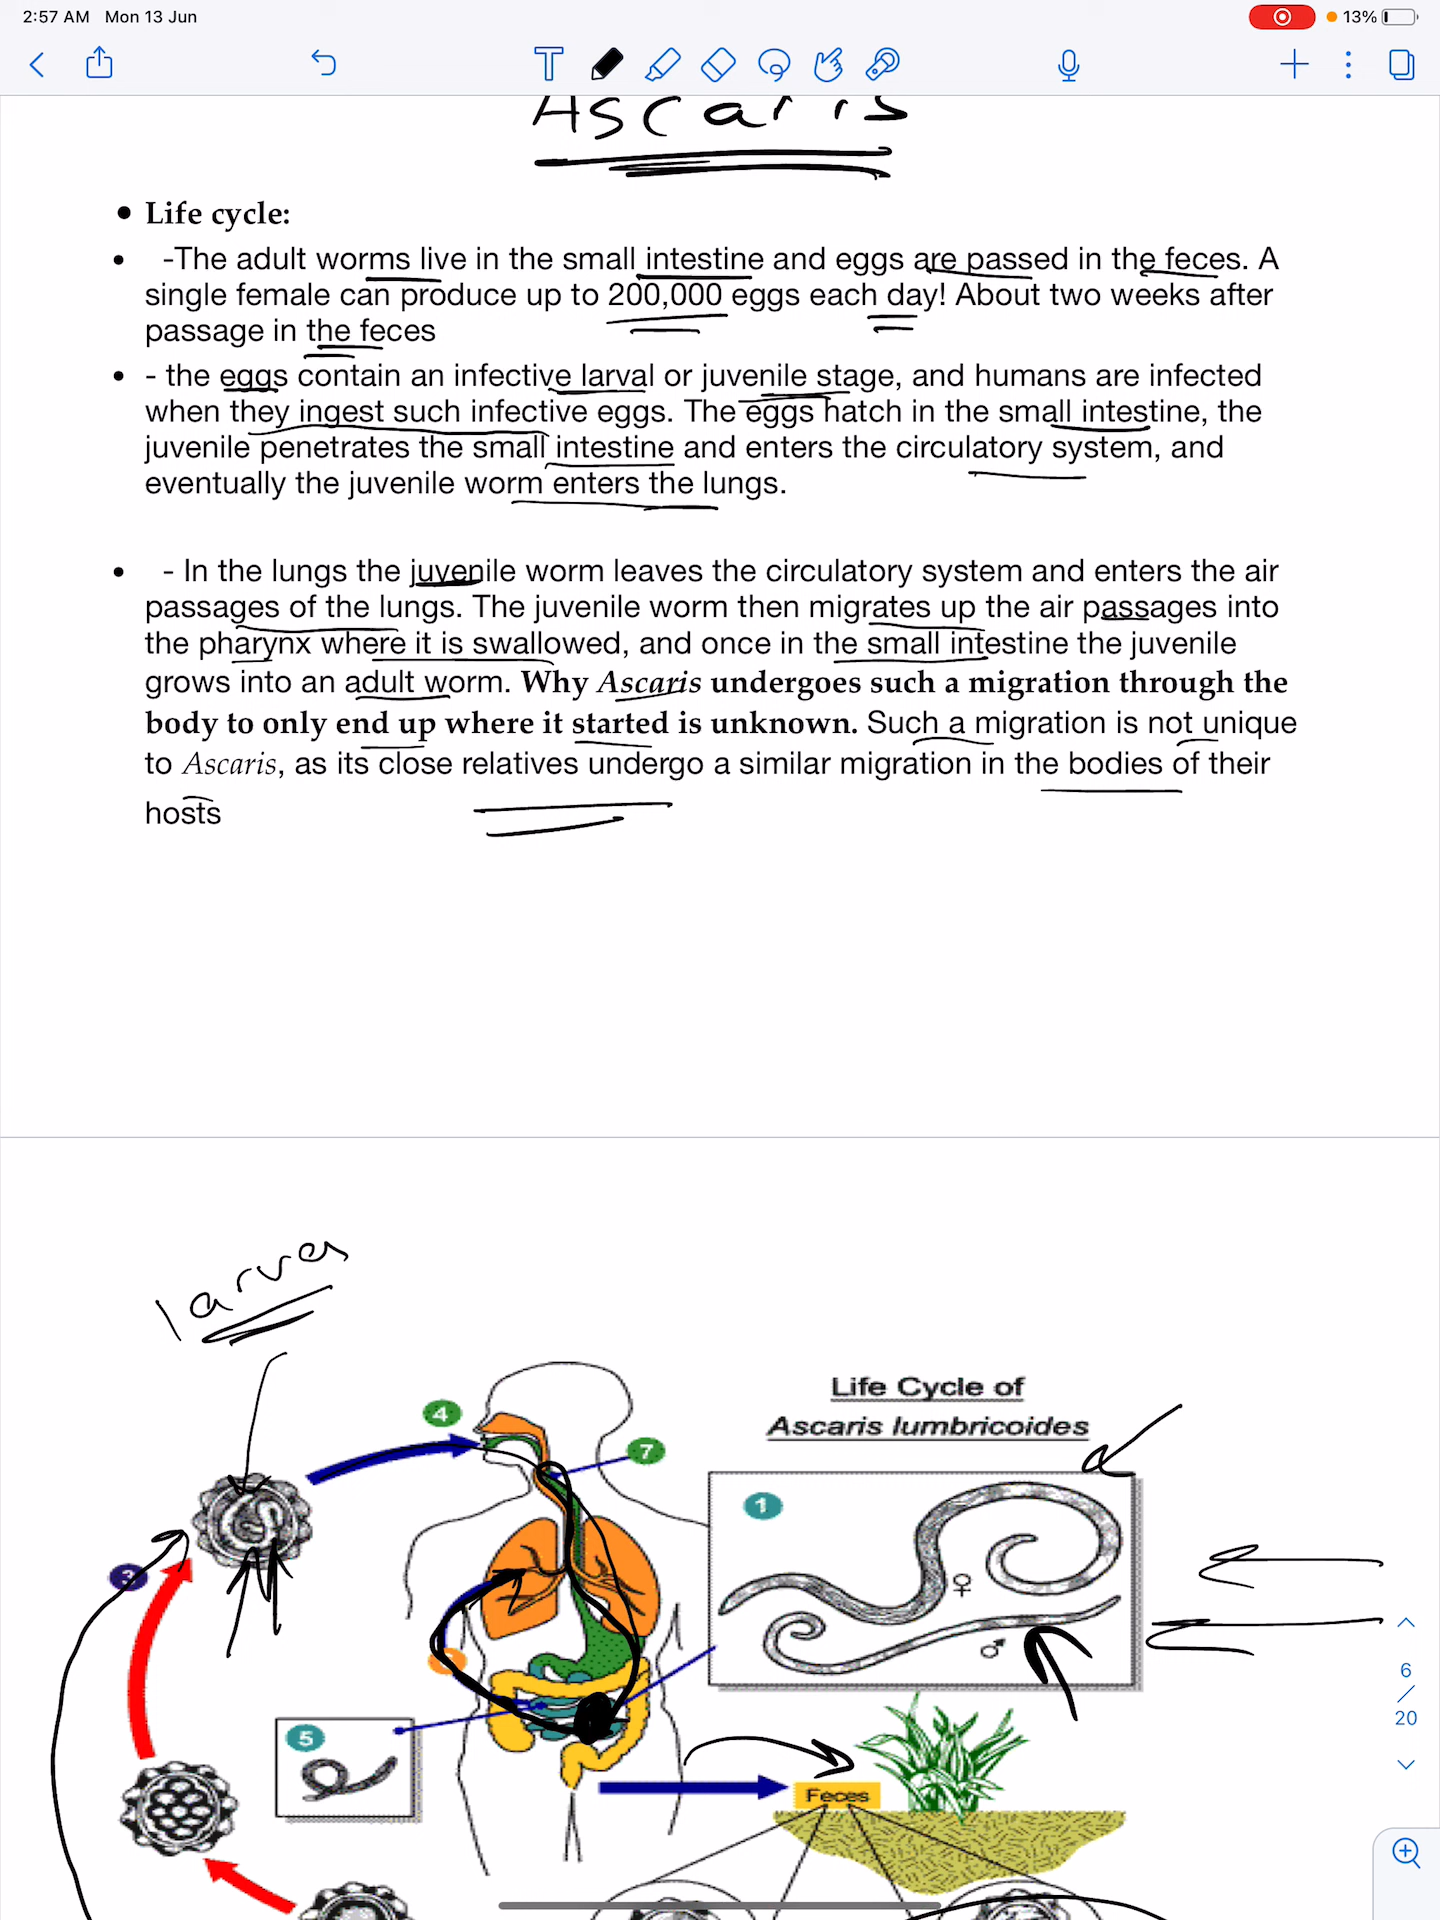 2:57 AM Mon 13 Jun
13%
Ascaris
• Life cycle:
• -The adult worms live in the small intestine and eggs are passed in the feces. A
single female can produce up to 200,000 eggs each day! About two weeks after
passage in the feces
• - the eggs contain an infective larval or juvenile stage, and humans are infected
when they ingest such infective eggs. The eggs hatch in the small intestine, the
juvenile penetrates the small intestine and enters the circulatory system, and
eventually the juvenile worm enters the lungs.
• - In the lungs the juvenile worm leaves the circulatory system and enters the air
passages of the lungs. The juvenile worm then migrates up the air passages into
the pharynx where it is swallowed, and once in the small intestine the juvenile
grows into an adult worm. Why Ascaris undergoes such a migration through the
body to only end up where it started is unknown. Such a migration is not unique
to Ascaris, as its close relatives undergo a similar migration in the bodies of their
hosts
larves
Life Cycle of
Ascaris lumbricoides
4
7
1
♀
♂
3
5
Feces
6
/
20